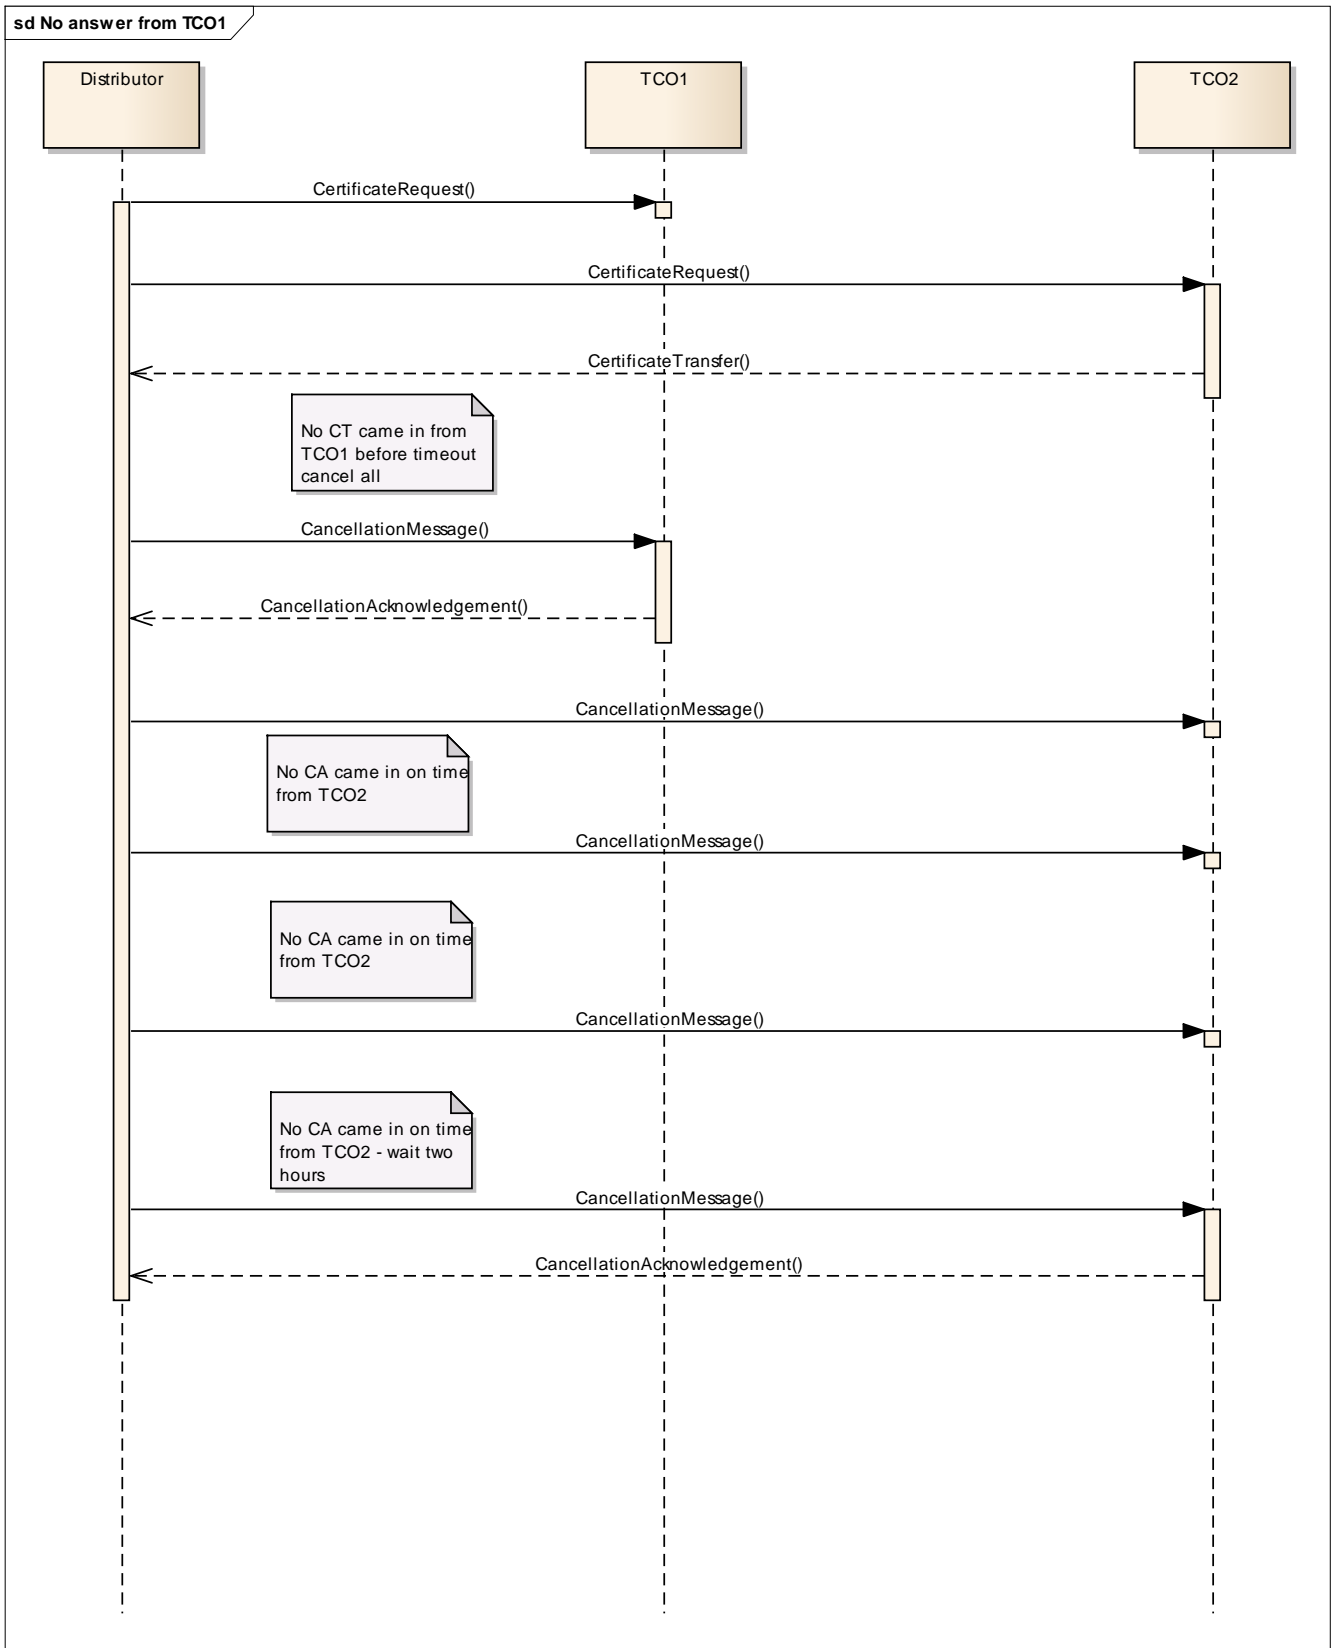 sd No answer from TCO1
Distributor
TCO1
TCO2
CertificateRequest()
CertificateRequest()
CertificateTransfer()
No CT came in from
TCO1 before timeout
cancel all
CancellationMessage()
CancellationAcknowledgement()
CancellationMessage()
No CA came in on time
from TCO2
CancellationMessage()
No CA came in on time
from TCO2
CancellationMessage()
No CA came in on time
from TCO2 - wait two
hours
CancellationMessage()
CancellationAcknowledgement()